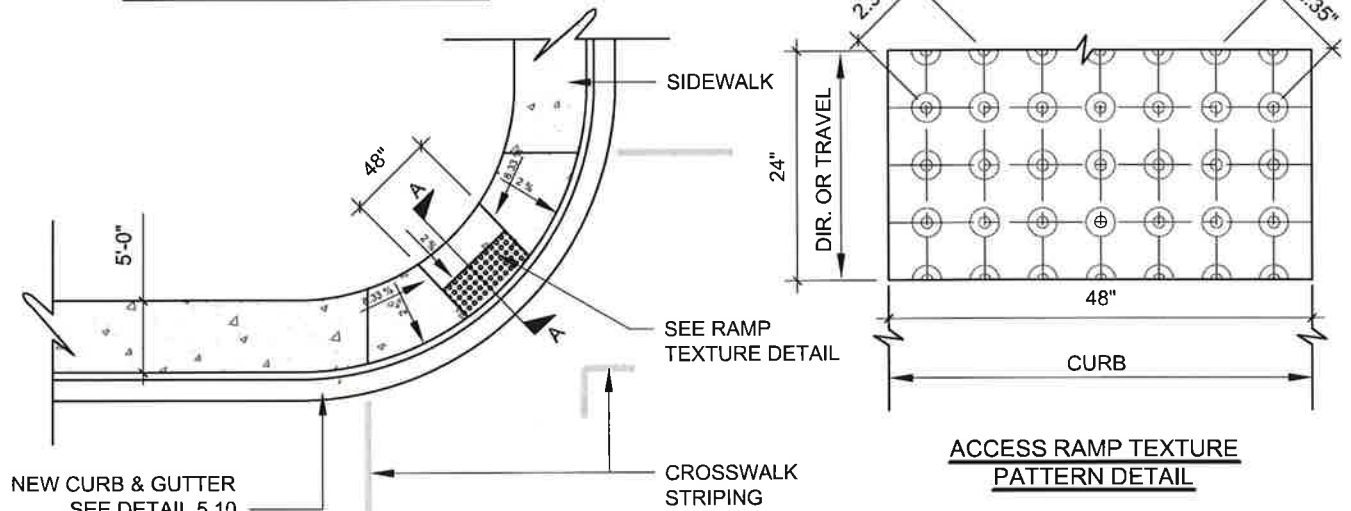 SIDEWALK
48"
A
8.33 %
2 %
2 %
5'-0"
8.33 %
A
SEE RAMP
TEXTURE DETAIL
NEW CURB & GUTTER
SEE DETAIL 5.10
CROSSWALK
STRIPING
24"
DIR. OR TRAVEL
48"
CURB
ACCESS RAMP TEXTURE
PATTERN DETAIL